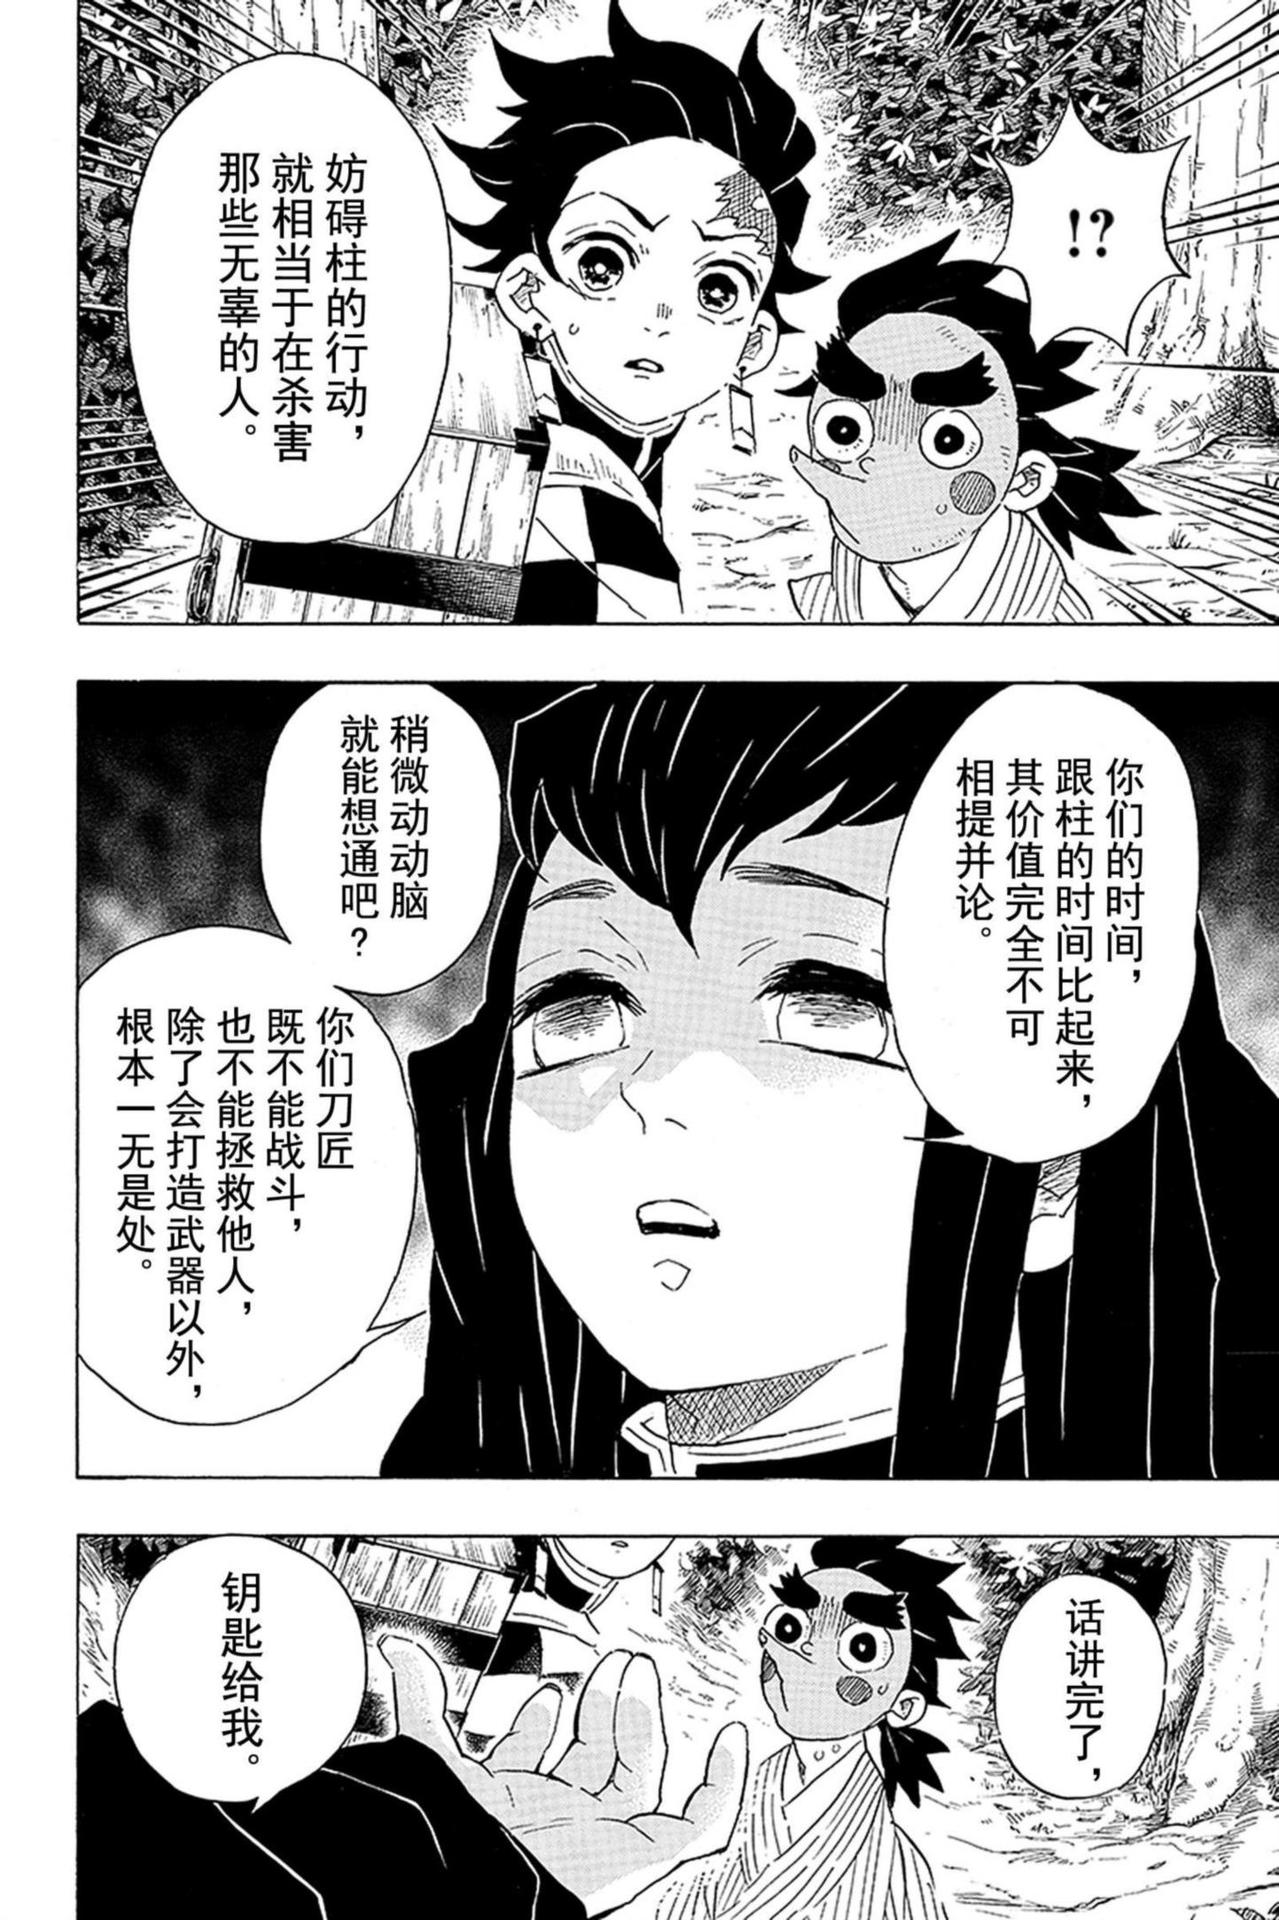 !?
妨碍柱的行动，
就相当于在杀害
那些无辜的人。
你们的时间，
跟柱的时间比起来，
其价值完全不可
相提并论。
稍微动动脑
就能想通吧？
你们刀匠
既不能战斗，
也不能拯救他人，
除了会打造武器以外，
根本一无是处。
话讲完了，
钥匙给我。